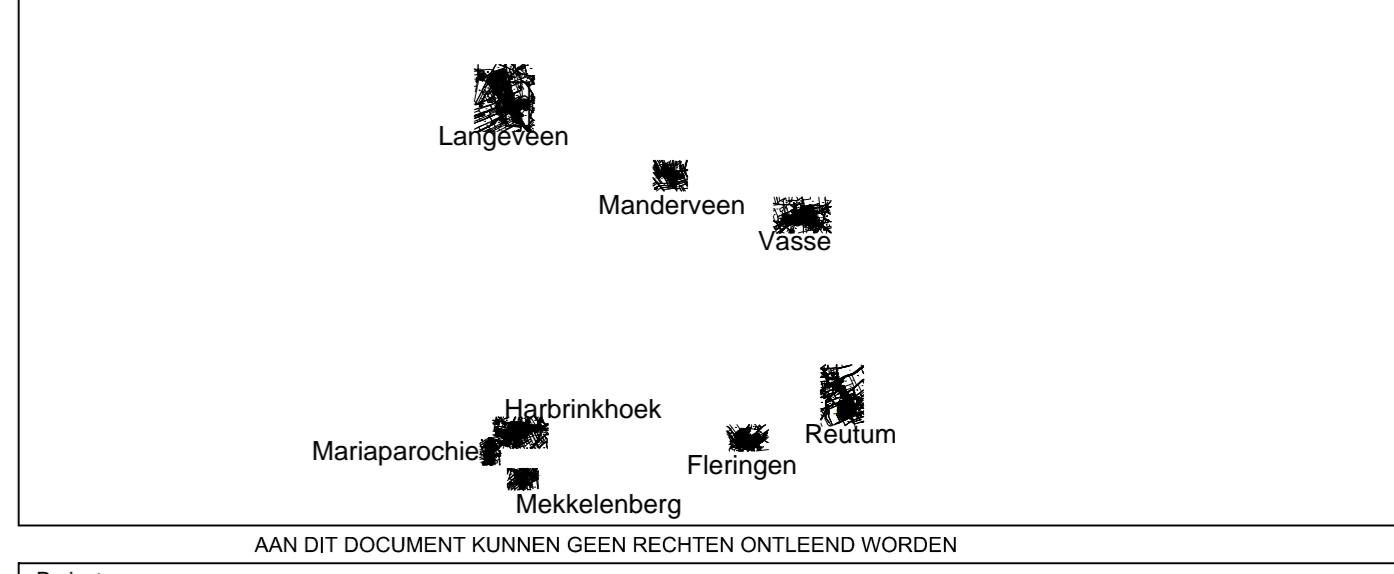 Langeveen
Manderveen
Vasse
Harbrinkhoek
Reutum
Mariaparochie
Fleringen
Mekkelenberg
AAN DIT DOCUMENT KUNNEN GEEN RECHTEN ONTLEEND WORDEN